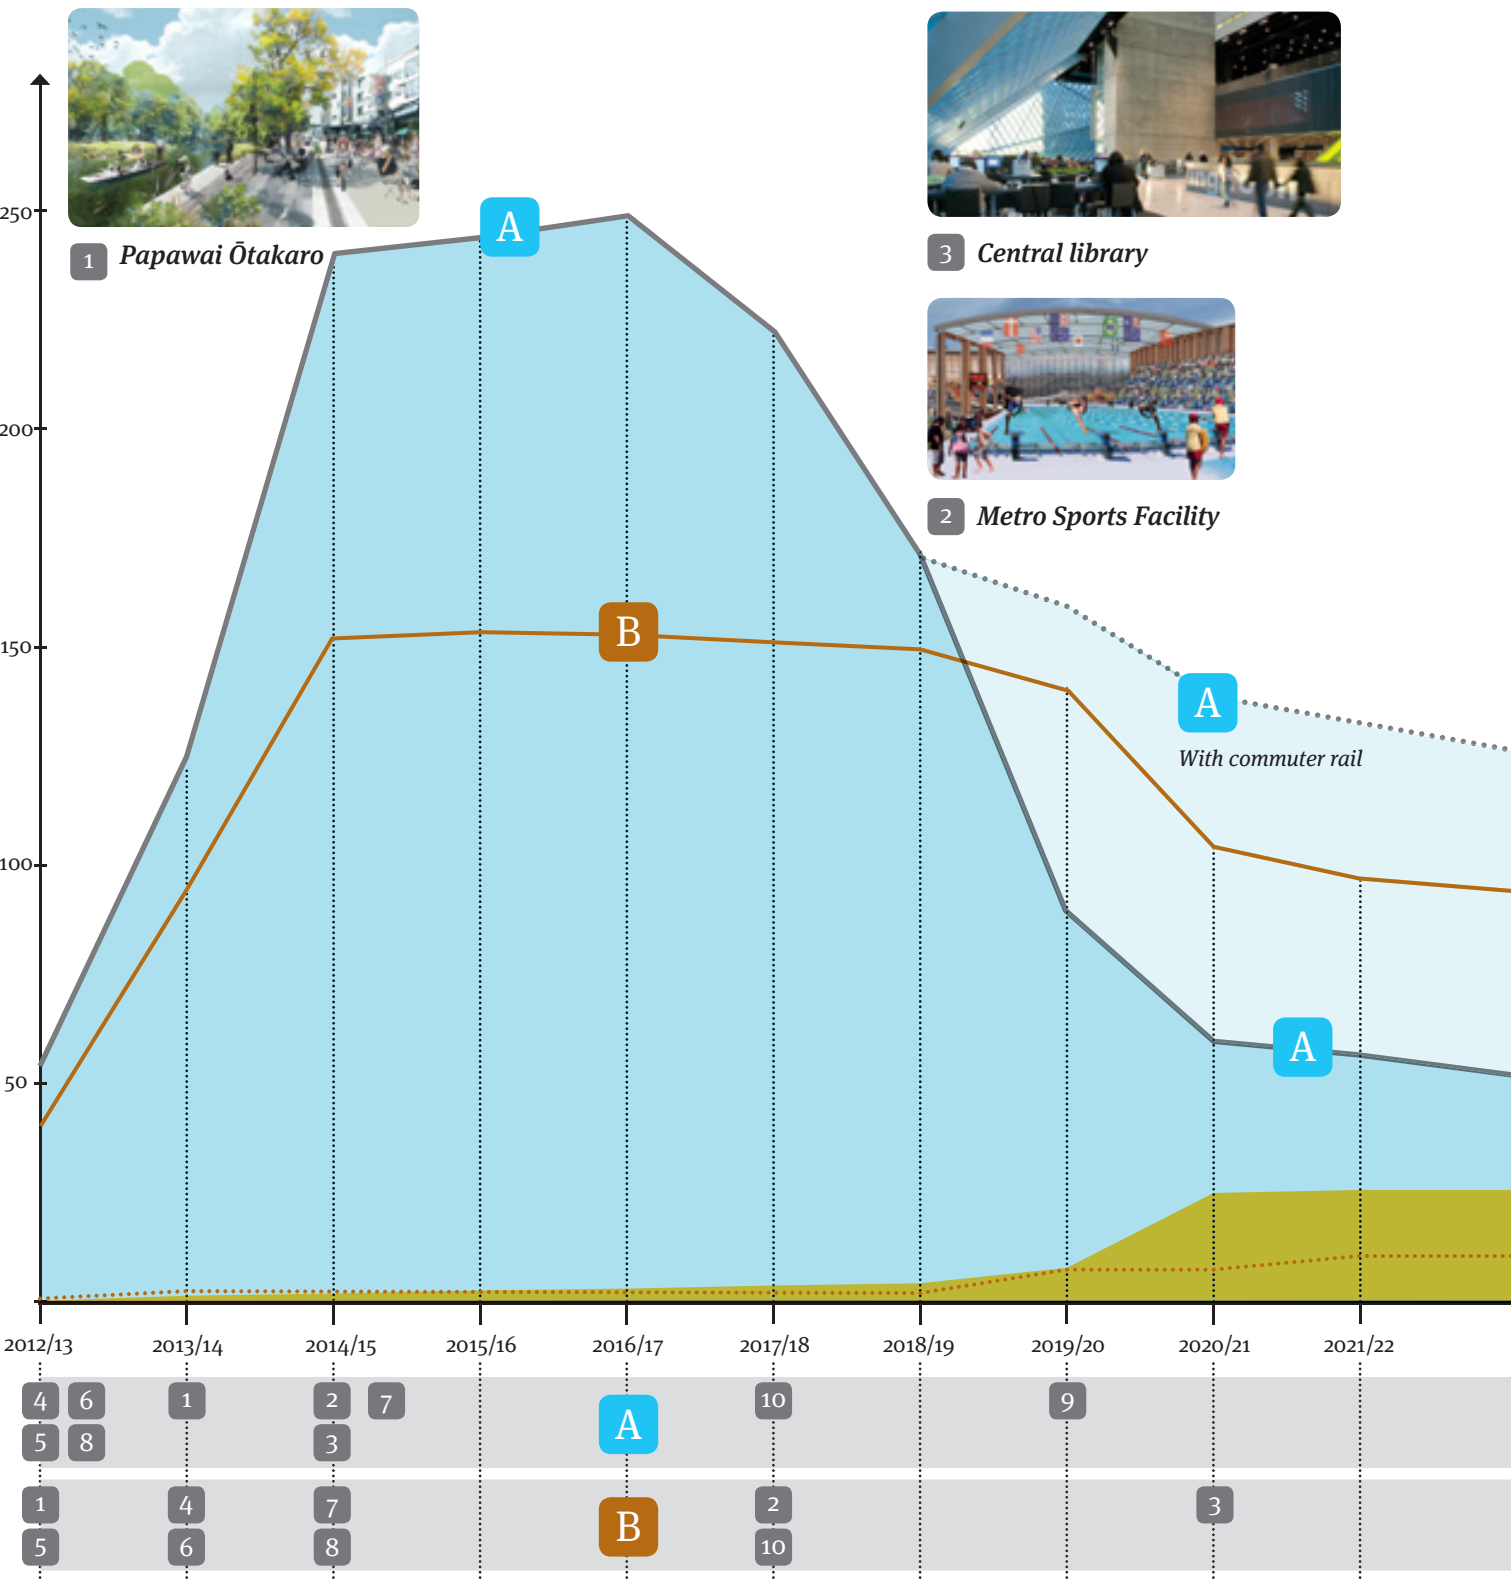 250
200
150
100
50
1 Papawai Ōtakaro
3 Central library
2 Metro Sports Facility
A
B
A
With commuter rail
A
2012/13 2013/14 2014/15 2015/16 2016/17 2017/18 2018/19 2019/20 2020/21 2021/22
4 6 1 2 7 10 9
A
5 8 3
1 4 7 2 3
B
5 6 8 10